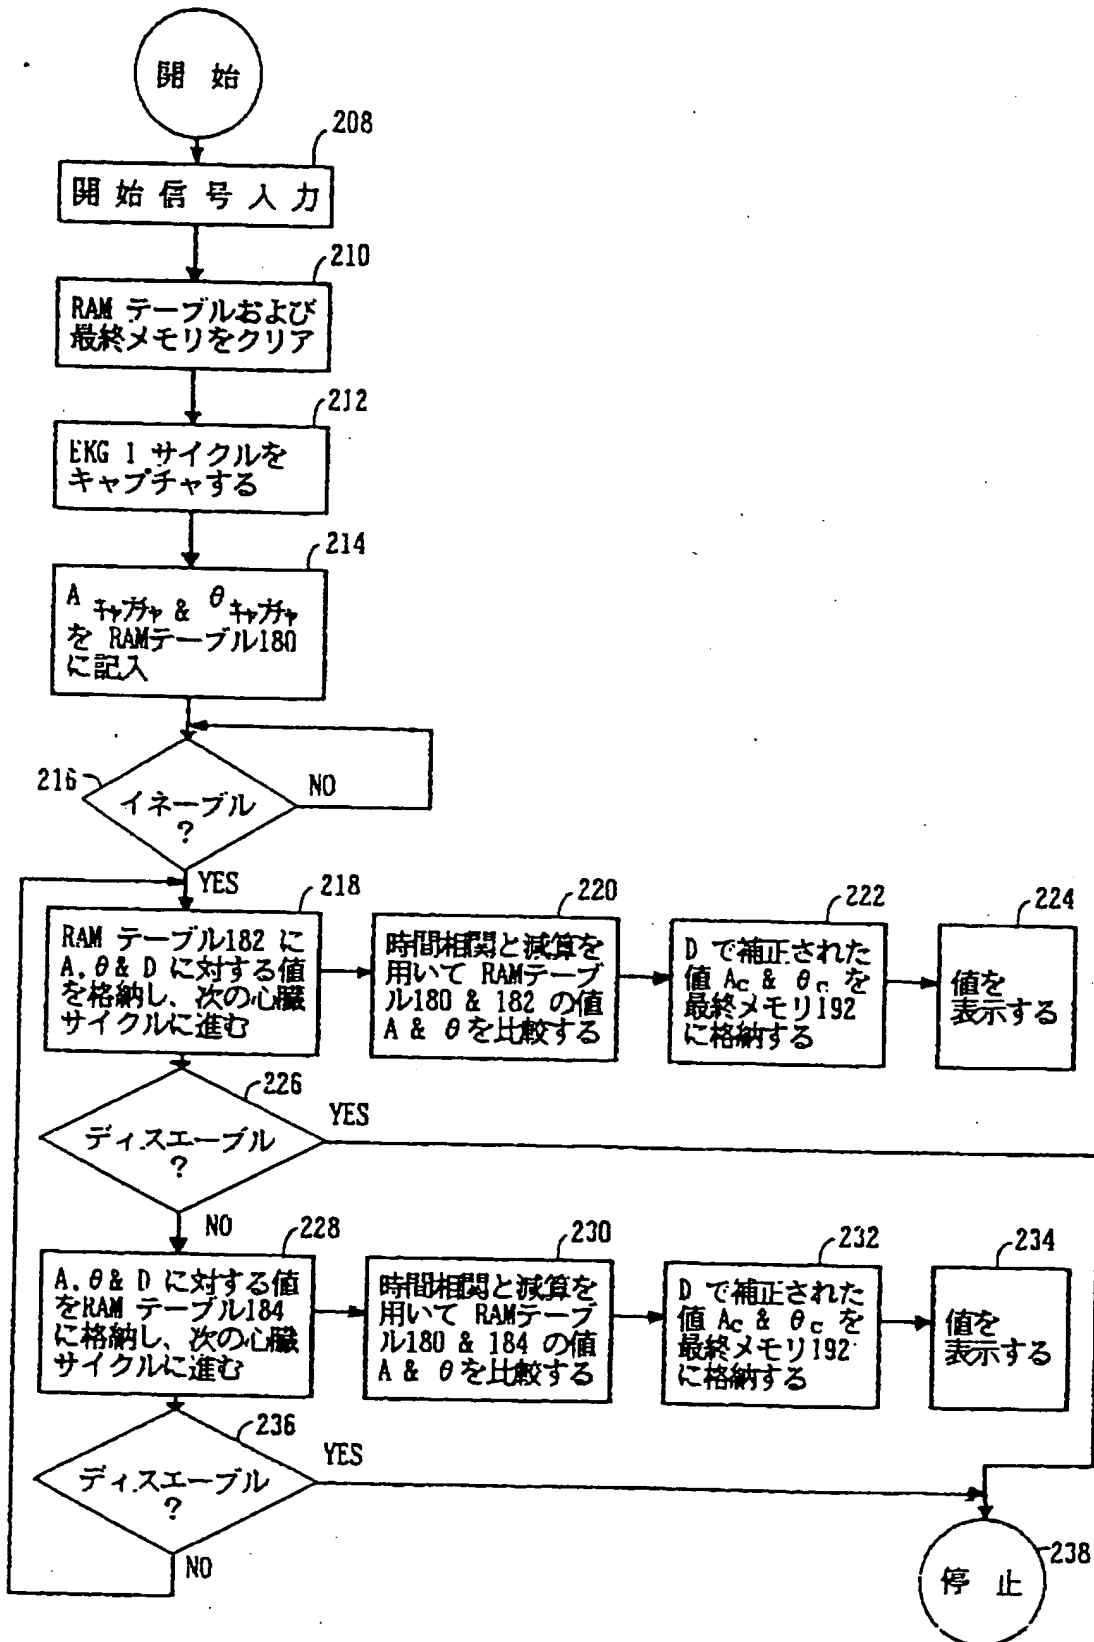 開始
208
開始信号入力
210
RAM テーブルおよび
最終メモリをクリア
212
EKG 1 サイクルを
キャプチャする
214
A キャプチャ & θ キャプチャ
を RAMテーブル180
に記入
216
イネーブル
?
NO
YES
218
RAM テーブル182 に
A.θ& D に対する値
を格納し、次の心臓
サイクルに進む
220
時間相関と減算を
用いて RAMテーブ
ル180 & 182 の値
A & θ を比較する
222
D で補正された
値 Ac & θc を
最終メモリ192
に格納する
224
値を
表示する
226
ディスエーブル
?
YES
NO
228
A.θ& D に対する値
をRAM テーブル184
に格納し、次の心臓
サイクルに進む
230
時間相関と減算を
用いて RAMテーブ
ル180 & 184 の値
A & θ を比較する
232
D で補正された
値 Ac & θc を
最終メモリ192
に格納する
234
値を
表示する
236
ディスエーブル
?
YES
NO
238
停止